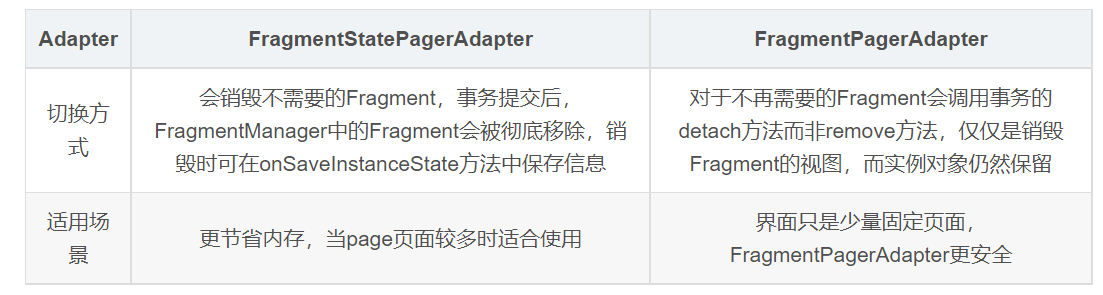 Adapter
FragmentStatePagerAdapter
FragmentPagerAdapter
切换方
式
会销毁不需要的Fragment，事务提交后，
FragmentManager中的Fragment会被彻底移除，销
毁时可在onSaveInstanceState方法中保存信息
对于不再需要的Fragment会调用事务的
detach方法而非remove方法，仅仅是销毁
Fragment的视图，而实例对象仍然保留
适用场
景
更节省内存，当page页面较多时适合使用
界面只是少量固定页面，
FragmentPagerAdapter更安全